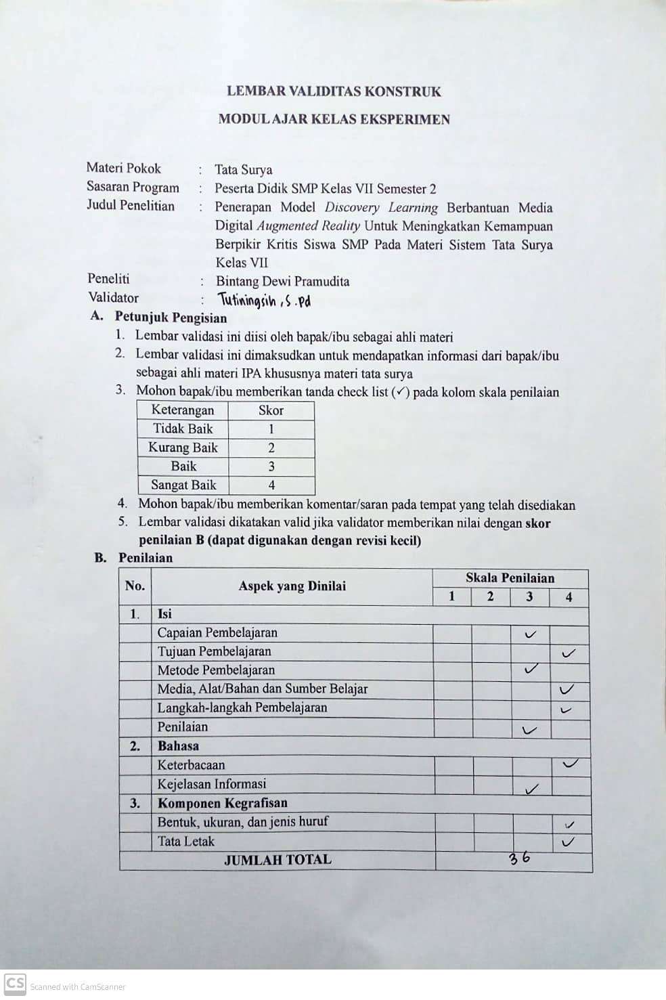 LEMBAR VALIDITAS KONSTRUK
MODUL AJAR KELAS EKSPERIMEN
Materi Pokok : Tata Surya
Sasaran Program : Peserta Didik SMP Kelas VII Semester 2
Judul Penelitian : Penerapan Model Discovery Learning Berbantuan Media
Digital Augmented Reality Untuk Meningkatkan Kemampuan
Berpikir Kritis Siswa SMP Pada Materi Sistem Tata Surya
Kelas VII
Peneliti : Bintang Dewi Pramudita
Validator : Tutiningsih, S.Pd
A. Petunjuk Pengisian
1. Lembar validasi ini diisi oleh bapak/ibu sebagai ahli materi
2. Lembar validasi ini dimaksudkan untuk mendapatkan informasi dari bapak/ibu
sebagai ahli materi IPA khususnya materi tata surya
3. Mohon bapak/ibu memberikan tanda check list (✓) pada kolom skala penilaian
Keterangan Skor
Tidak Baik 1
Kurang Baik 2
Baik 3
Sangat Baik 4
4. Mohon bapak/ibu memberikan komentar/saran pada tempat yang telah disediakan
5. Lembar validasi dikatakan valid jika validator memberikan nilai dengan skor
penilaian B (dapat digunakan dengan revisi kecil)
B. Penilaian
No. Aspek yang Dinilai Skala Penilaian
1 2 3 4
1. Isi
Capaian Pembelajaran ✓
Tujuan Pembelajaran ✓
Metode Pembelajaran ✓
Media, Alat/Bahan dan Sumber Belajar ✓
Langkah-langkah Pembelajaran ✓
Penilaian ✓
2. Bahasa
Keterbacaan ✓
Kejelasan Informasi ✓
3. Komponen Kegrafisan
Bentuk, ukuran, dan jenis huruf ✓
Tata Letak ✓
JUMLAH TOTAL 36
CS Scanned with CamScanner